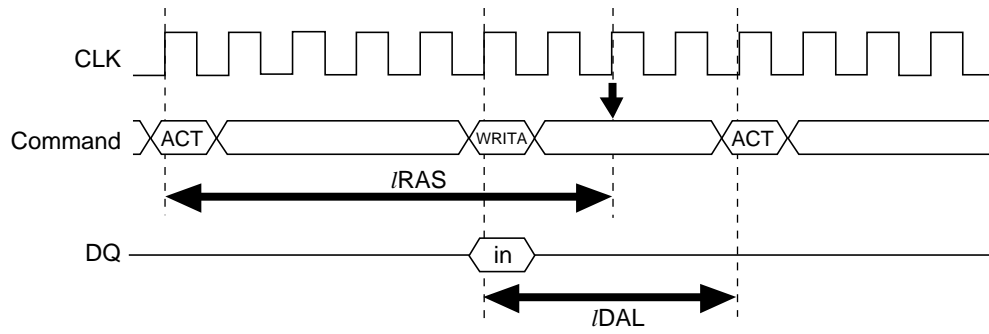 CLK
Command ACT WRITA ACT
lRAS
DQ in
lDAL